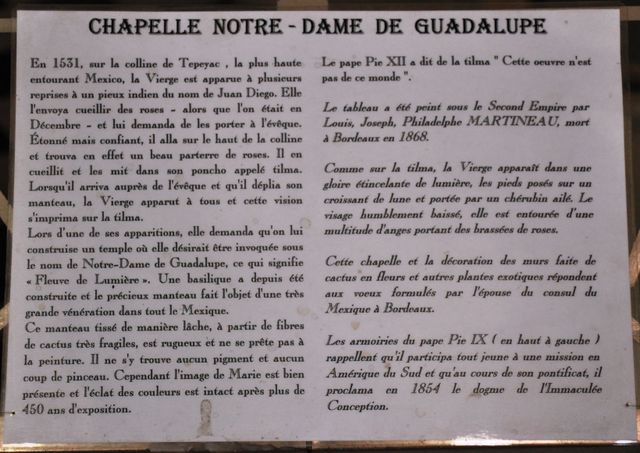 CHAPELLE NOTRE - DAME DE GUADALUPE
En 1531, sur la colline de Tepeyac , la plus haute
entourant Mexico, la Vierge est apparue à plusieurs
reprises à un pieux indien du nom de Juan Diego. Elle
l'envoya cueillir des roses - alors que l'on était en
Décembre - et lui demanda de les porter à l'évêque.
Étonné mais confiant, il alla sur le haut de la colline
et trouva en effet un beau parterre de roses. Il en
cueillit et les mit dans son poncho appelé tilma.
Lorsqu'il arriva auprès de l'évêque et qu'il déplia son
manteau, la Vierge apparut à tous et cette vision
s'imprima sur la tilma.
Lors d'une de ses apparitions, elle demanda qu'on lui
construise un temple où elle désirait être invoquée sous
le nom de Notre-Dame de Guadalupe, ce qui signifie
« Fleuve de Lumière ». Une basilique a depuis été
construite et le précieux manteau fait l'objet d'une très
grande vénération dans tout le Mexique.
Ce manteau tissé de manière lâche, à partir de fibres
de cactus très fragiles, est rugueux et ne se prête pas à
la peinture. Il ne s'y trouve aucun pigment et aucun
coup de pinceau. Cependant l'image de Marie est bien
présente et l'éclat des couleurs est intact après plus de
450 ans d'exposition.
Le pape Pie XII a dit de la tilma " Cette oeuvre n'est
pas de ce monde ".
Le tableau a été peint sous le Second Empire par
Louis, Joseph, Philadelphe MARTINEAU, mort
à Bordeaux en 1868.
Comme sur la tilma, la Vierge apparaît dans une
gloire étincelante de lumière, les pieds posés sur un
croissant de lune et portée par un chérubin ailé. Le
visage humblement baissé, elle est entourée d'une
multitude d'anges portant des brassées de roses.
Cette chapelle et la décoration des murs faite de
cactus en fleurs et autres plantes exotiques répondent
aux voeux formulés par l'épouse du consul du
Mexique à Bordeaux.
Les armoiries du pape Pie IX ( en haut à gauche )
rappellent qu'il participa tout jeune à une mission en
Amérique du Sud et qu'au cours de son pontificat, il
proclama en 1854 le dogme de l'Immaculée
Conception.